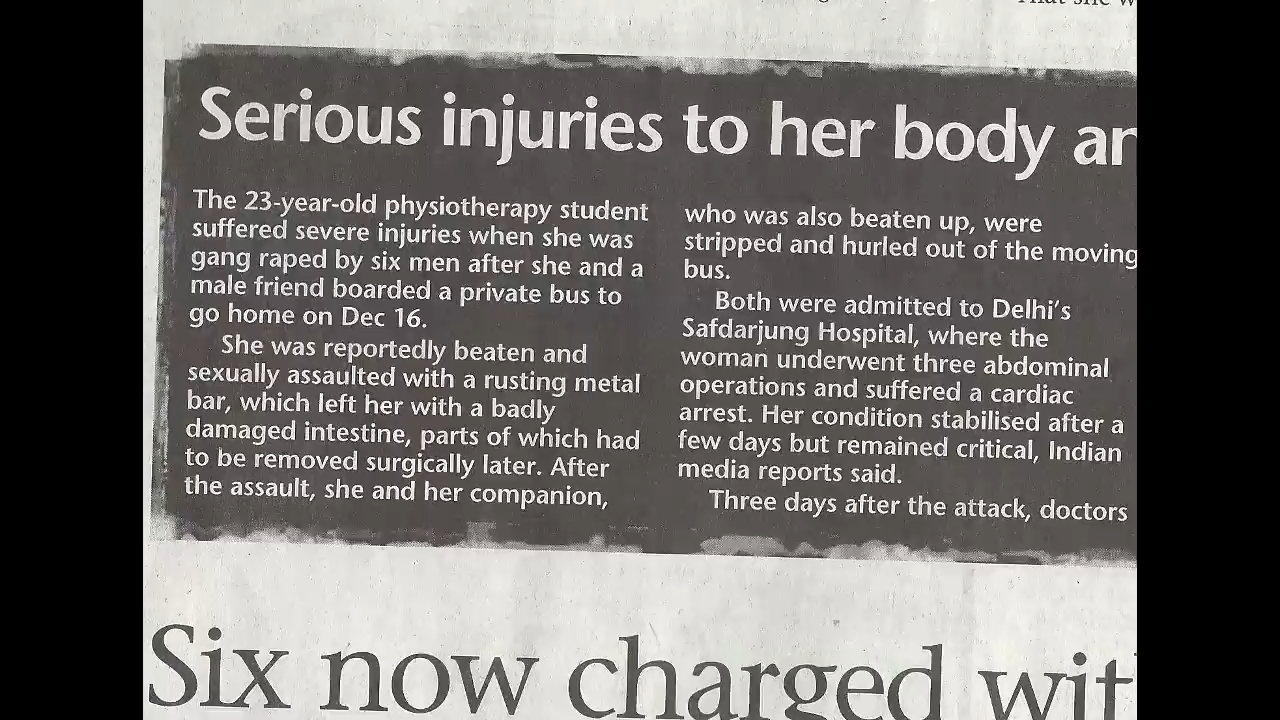 That she w
Serious injuries to her body an
The 23-year-old physiotherapy student
suffered severe injuries when she was
gang raped by six men after she and a
male friend boarded a private bus to
go home on Dec 16.
She was reportedly beaten and
sexually assaulted with a rusting metal
bar, which left her with a badly
damaged intestine, parts of which had
to be removed surgically later. After
the assault, she and her companion,
who was also beaten up, were
stripped and hurled out of the moving
bus.
Both were admitted to Delhi's
Safdarjung Hospital, where the
woman underwent three abdominal
operations and suffered a cardiac
arrest. Her condition stabilised after a
few days but remained critical, Indian
media reports said.
Three days after the attack, doctors
Six now charged wit